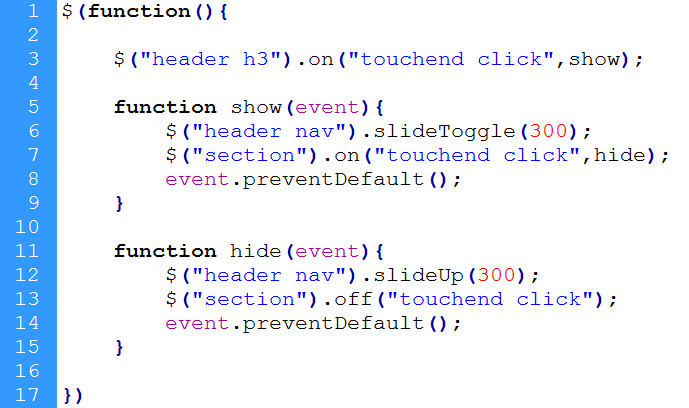 1 $(function(){
2
3     $("header h3").on("touchend click",show);
4
5     function show(event){
6         $("header nav").slideToggle(300);
7         $("section").on("touchend click",hide);
8         event.preventDefault();
9     }
10
11     function hide(event){
12         $("header nav").slideUp(300);
13         $("section").off("touchend click");
14         event.preventDefault();
15     }
16
17 })